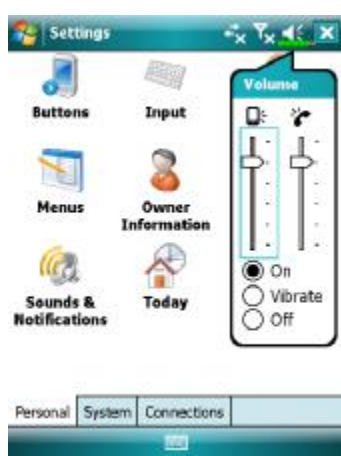 Settings
Volume
Buttons
Input
Menus
Owner
Information
On
Vibrate
Off
Sounds &
Notifications
Today
Personal
System
Connections